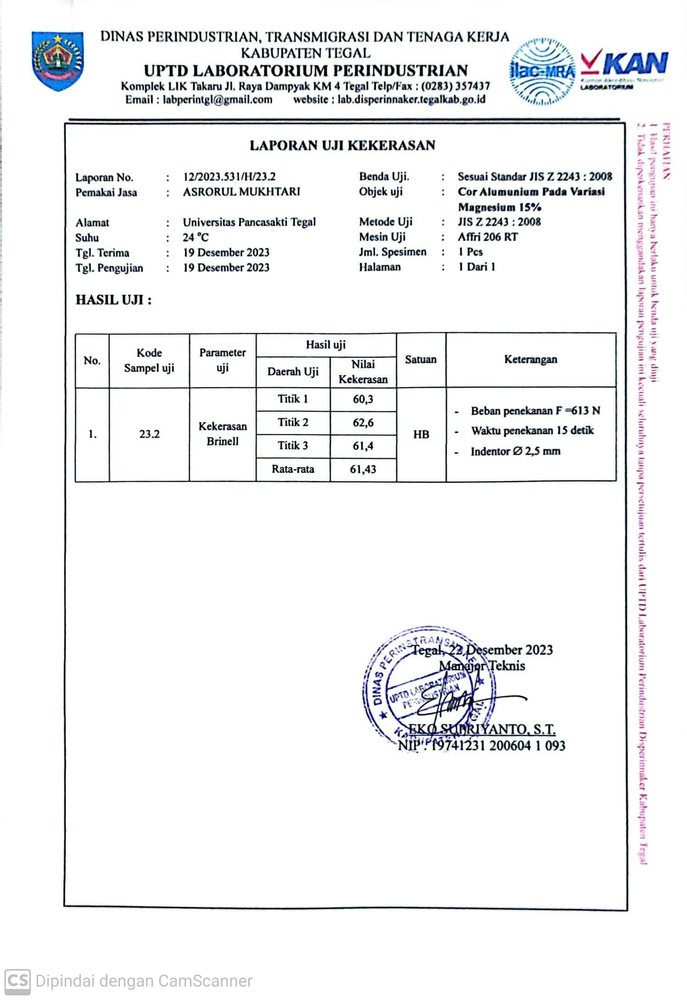 DINAS PERINDUSTRIAN, TRANSMIGRASI DAN TENAGA KERJA
KABUPATEN TEGAL
UPTD LABORATORIUM PERINDUSTRIAN
Komplek LIK Takaru Jl. Raya Dampyak KM 4 Tegal Telp/Fax : (0283) 357437
Email : labperintgl@gmail.com website : lab.disperinnaker.tegalkab.go.id
ilac-MRA
KAN
Komite Akreditasi Nasional
LABORATORIUM
LAPORAN UJI KEKERASAN
Laporan No. : 12/2023.531/H/23.2
Pemakai Jasa : ASRORUL MUKHTARI
Alamat : Universitas Pancasakti Tegal
Suhu : 24 ºC
Tgl. Terima : 19 Desember 2023
Tgl. Pengujian : 19 Desember 2023
Benda Uji. : Sesuai Standar JIS Z 2243 : 2008
Objek uji : Cor Alumunium Pada Variasi
Magnesium 15%
Metode Uji : JIS Z 2243 : 2008
Mesin Uji : Affri 206 RT
Jml. Spesimen : 1 Pcs
Halaman : 1 Dari 1
HASIL UJI :
No. Kode Sampel uji Parameter uji Hasil uji Satuan Keterangan
Daerah Uji Nilai Kekerasan
1. 23.2 Kekerasan Brinell
Titik 1 60,3
Titik 2 62,6
Titik 3 61,4
Rata-rata 61,43
HB
- Beban penekanan F =613 N
- Waktu penekanan 15 detik
- Indentor Ø 2,5 mm
Tegal, 22 Desember 2023
Manajer Teknis
DINAS PERINSTRANSNAKER
UPTD LABORATORIUM
PERINDUSTRIAN
KABUPATEN TEGAL
EKO SUPRIYANTO, S.T.
NIP . 19741231 200604 1 093
PERHATIAN
1 Hasil pengujian ini hanya berlaku untuk benda uji yang diuji
2. Tidak diperkenankan menggandakan laporan pengujian ini kecuali seluruhnya tanpa persetujuan tertulis dari UPTD Laboratorium Perindustrian Disperinnaker Kabupaten Tegal
CS Dipindai dengan CamScanner